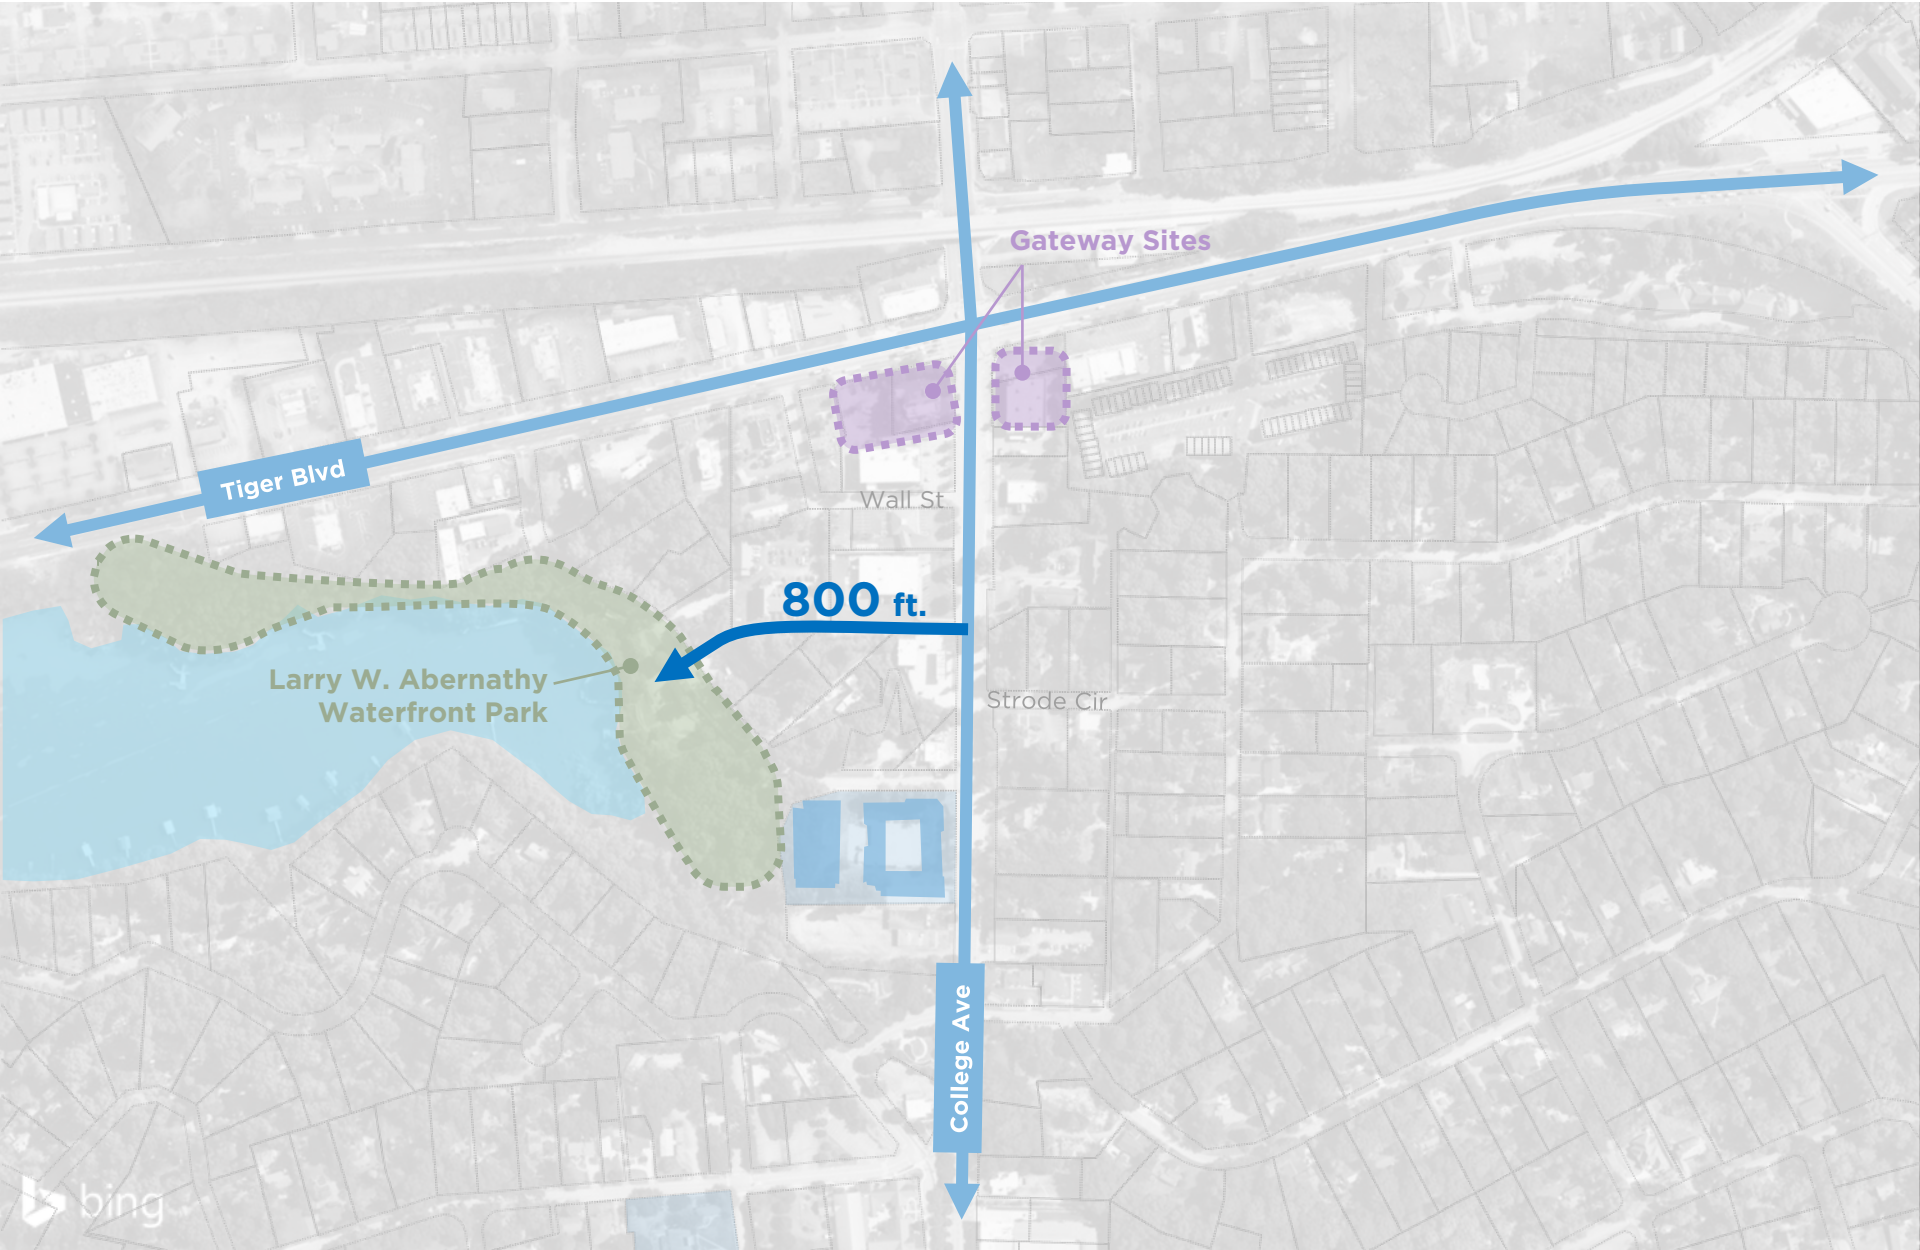 Gateway Sites
Tiger Blvd
Wall St
800 ft.
Larry W. Abernathy
Waterfront Park
Strode Cir
College Ave
bing